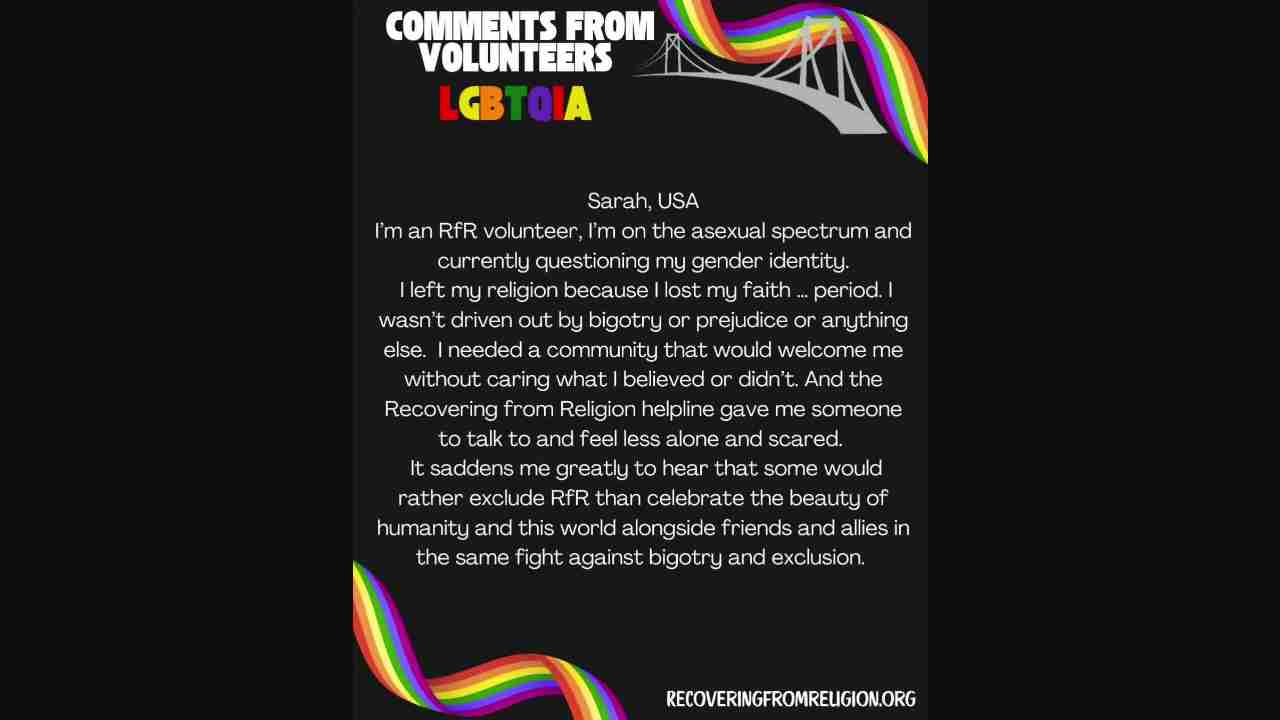 COMMENTS FROM
VOLUNTEERS
LGBTQIA
Sarah, USA
I'm an RfR volunteer, I'm on the asexual spectrum and
currently questioning my gender identity.
I left my religion because I lost my faith ... period. I
wasn't driven out by bigotry or prejudice or anything
else. I needed a community that would welcome me
without caring what I believed or didn't. And the
Recovering from Religion helpline gave me someone
to talk to and feel less alone and scared.
It saddens me greatly to hear that some would
rather exclude RfR than celebrate the beauty of
humanity and this world alongside friends and allies in
the same fight against bigotry and exclusion.
RECOVERINGFROMRELIGION.ORG